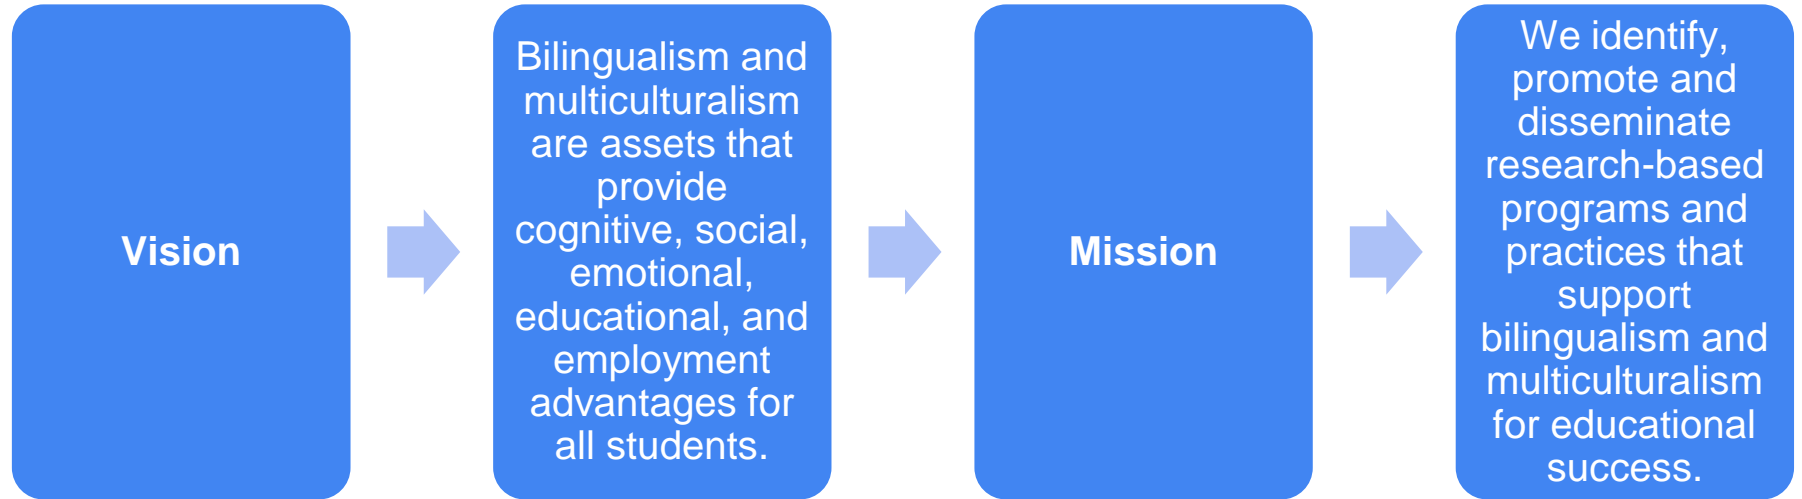 Vision
Bilingualism and
multiculturalism
are assets that
provide
cognitive, social,
emotional,
educational, and
employment
advantages for
all students.
Mission
We identify,
promote and
disseminate
research-based
programs and
practices that
support
bilingualism and
multiculturalism
for educational
success.